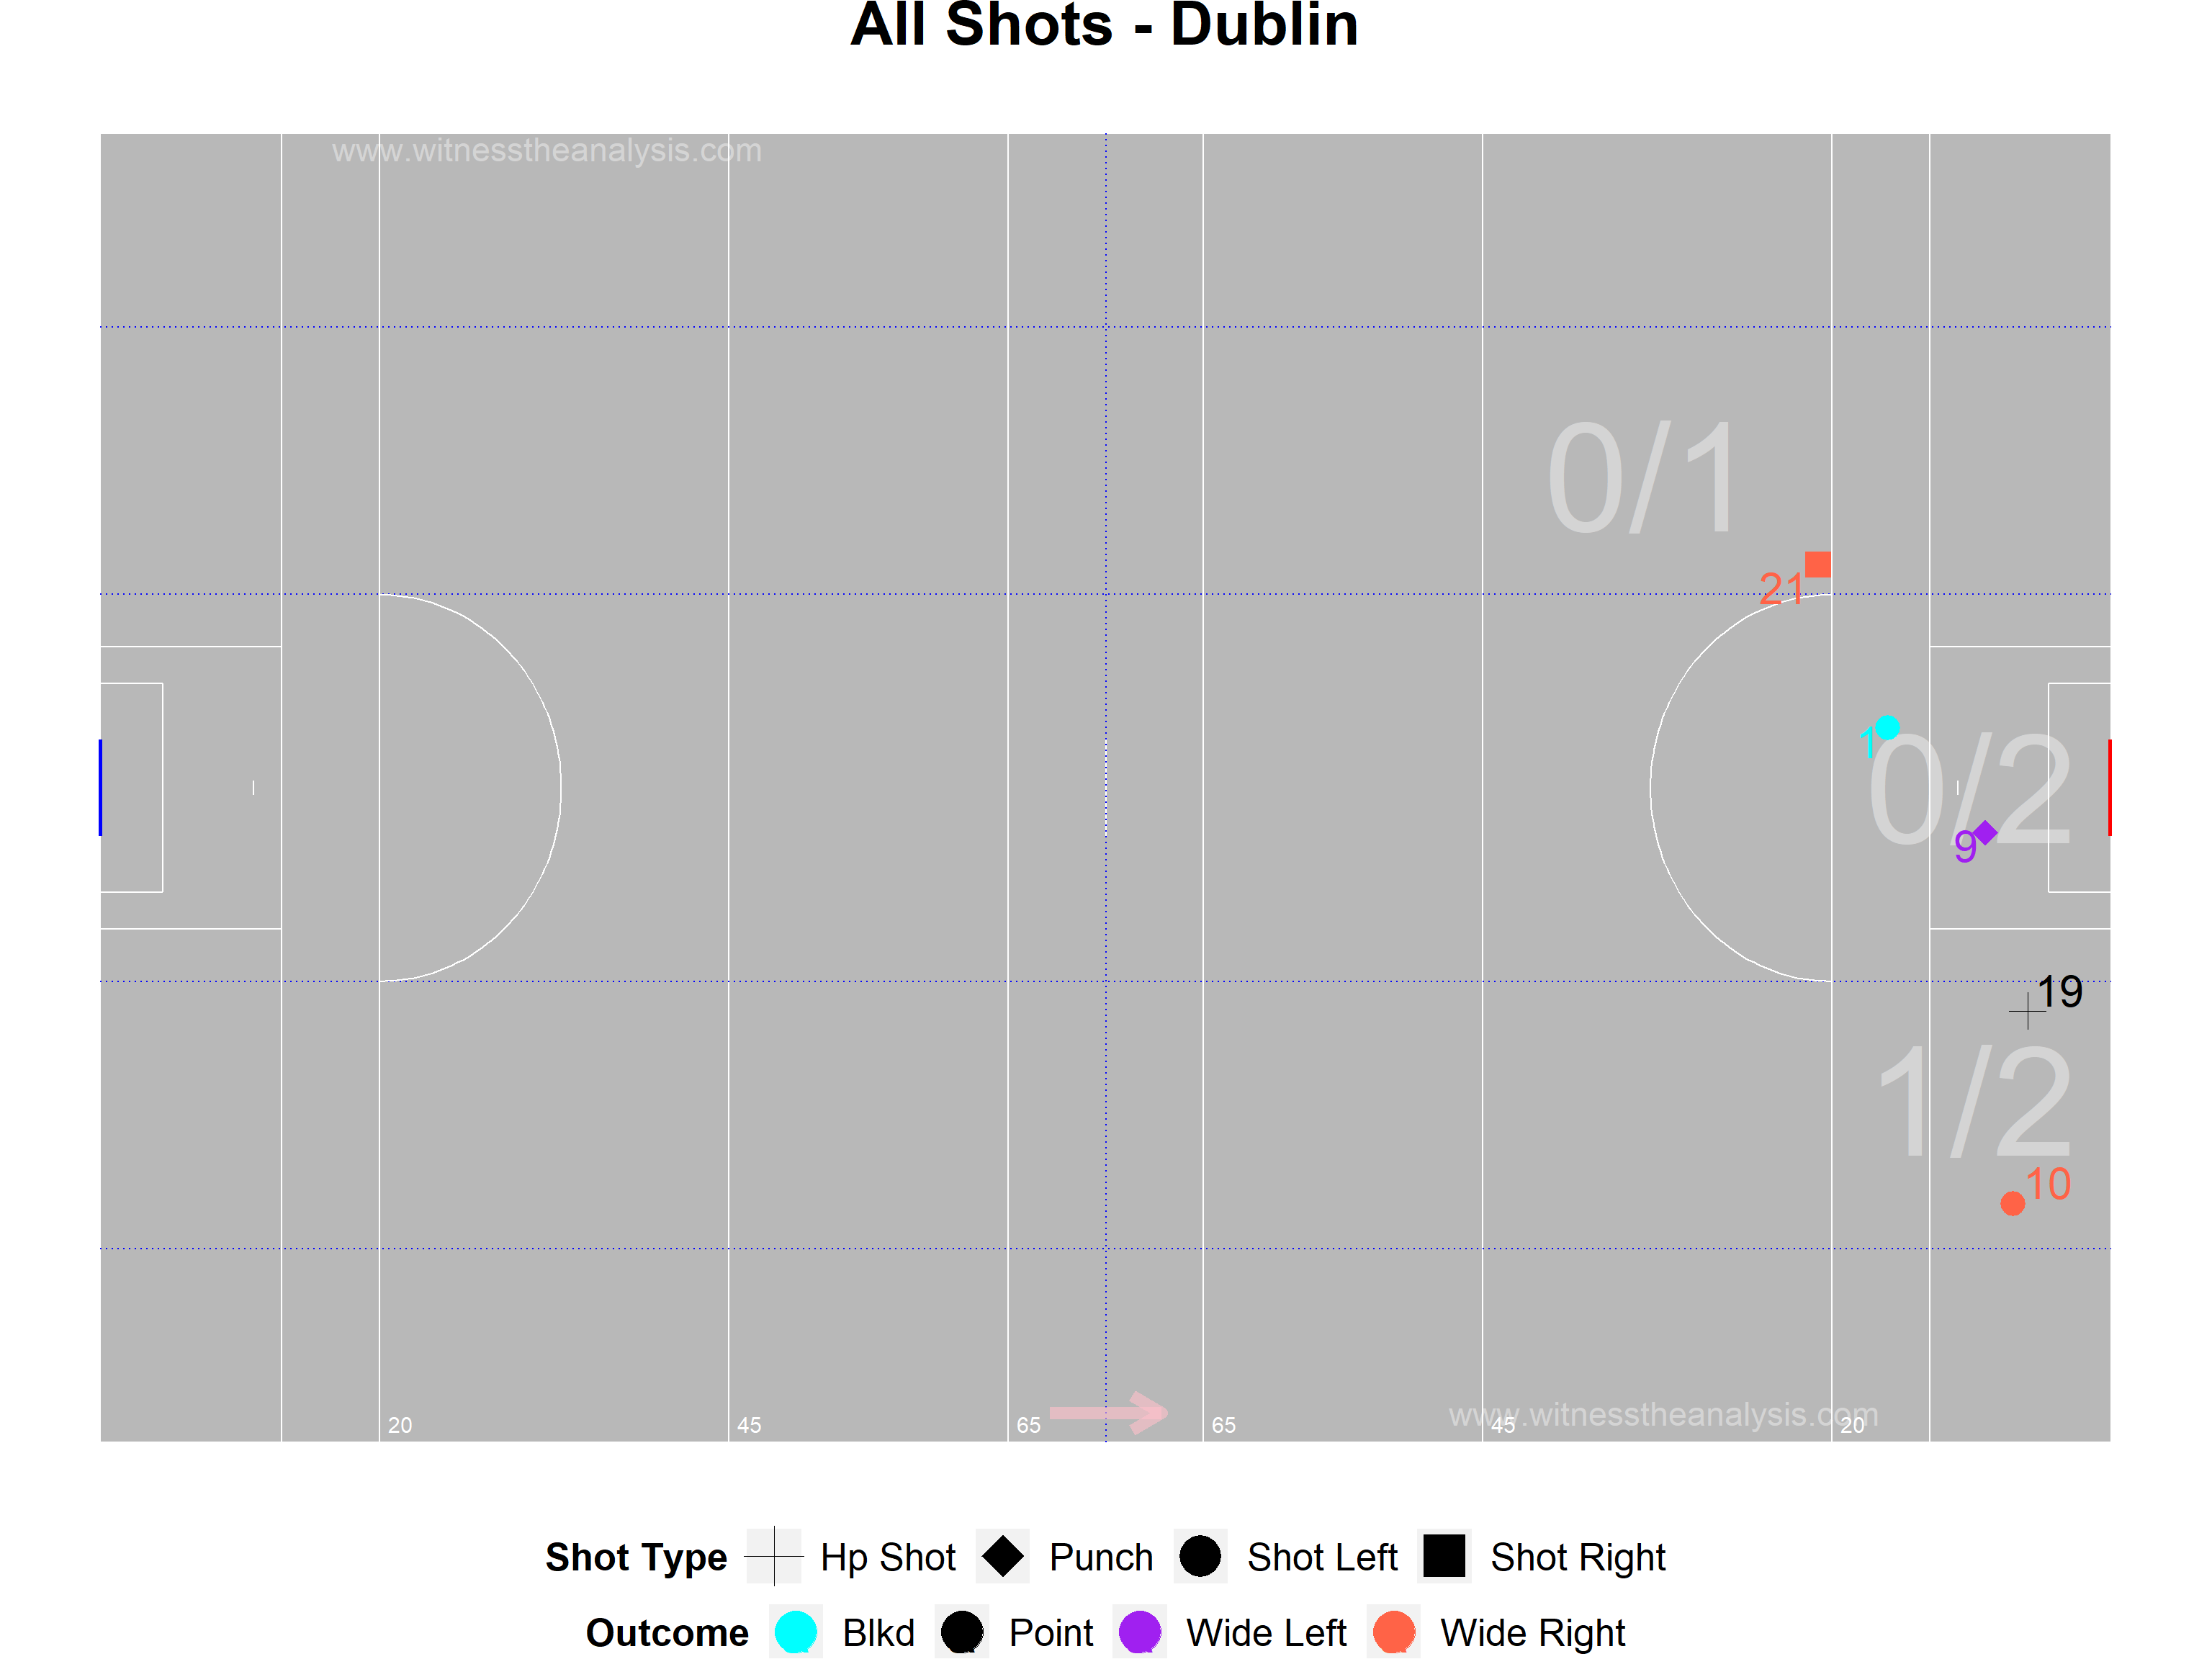 All Shots - Dublin
www.witnesstheanalysis.com
0/1
21
1
0/2
9
19
1/2
10
www.witnesstheanalysis.com
20 45 65 65 45 20
Shot Type Hp Shot Punch Shot Left Shot Right
Outcome Blkd Point Wide Left Wide Right